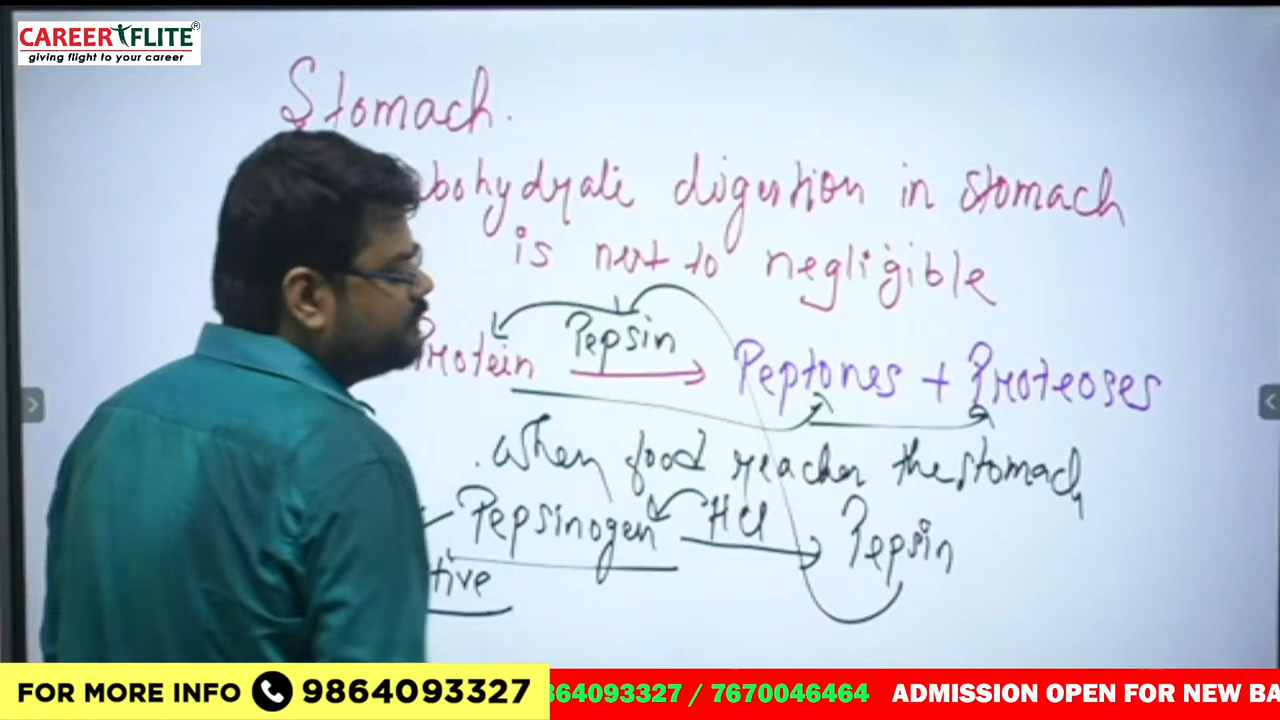 CAREER FLITE®
giving flight to your career
Stomach.
bohydrate digestion in stomach
is next to negligible
Protein Pepsin Peptones + Proteoses
. When food reaches the stomach
Pepsinogen HCl Pepsin
tive
FOR MORE INFO 9864093327
864093327 / 7670046464 ADMISSION OPEN FOR NEW BA